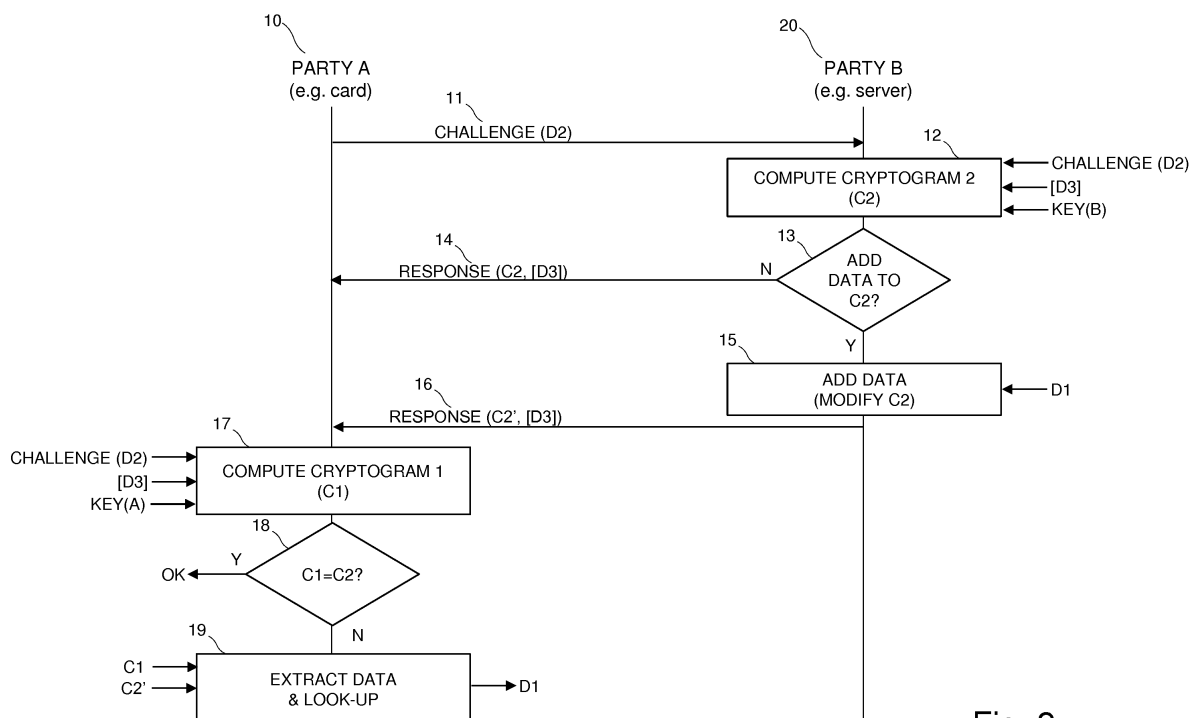 10
20
PARTY A
(e.g. card)
PARTY B
(e.g. server)
11
CHALLENGE (D2)
12
COMPUTE CRYPTOGRAM 2
(C2)
CHALLENGE (D2)
[D3]
KEY(B)
13
ADD
DATA TO
C2?
N
14
RESPONSE (C2, [D3])
Y
15
ADD DATA
(MODIFY C2)
D1
16
RESPONSE (C2', [D3])
17
CHALLENGE (D2)
[D3]
KEY(A)
COMPUTE CRYPTOGRAM 1
(C1)
18
C1=C2?
Y
OK
N
19
C1
C2'
EXTRACT DATA
& LOOK-UP
D1